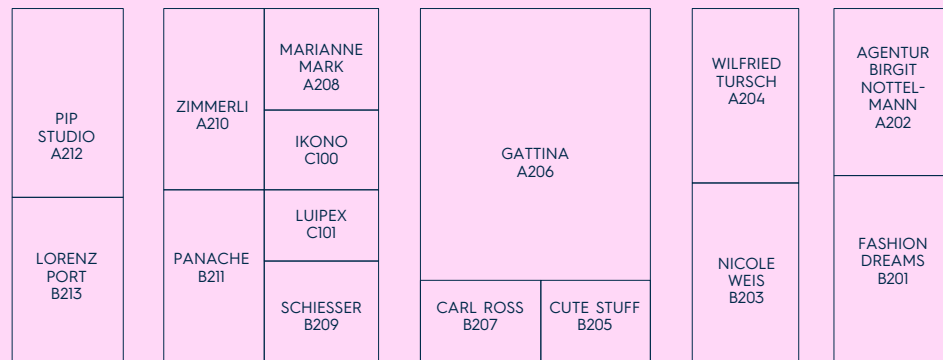 PIP
STUDIO
A212
LORENZ
PORT
B213
ZIMMERLI
A210
PANACHE
B211
MARIANNE
MARK
A208
IKONO
C100
LUIPEX
C101
SCHIESSER
B209
GATTINA
A206
CARL ROSS
B207
CUTE STUFF
B205
WILFRIED
TURSCH
A204
NICOLE
WEIS
B203
AGENTUR
BIRGIT
NOTTEL-
MANN
A202
FASHION
DREAMS
B201